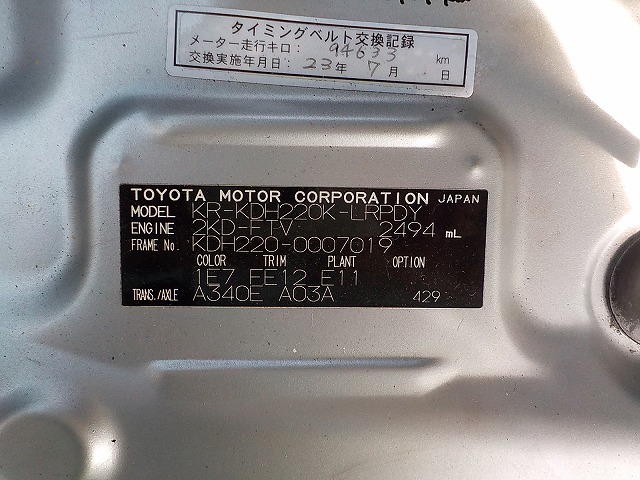 タイミングベルト交換記録
メーター走行キロ: 94633 km
交換実施年月日: 23年 7月 日
TOYOTA MOTOR CORPORATION JAPAN
MODEL KR-KDH220K-LRPDY
ENGINE 2KD-FTV 2494 mL
FRAME No. KDH220-0007019
COLOR TRIM PLANT OPTION
1E7 FE12 E11
TRANS./AXLE A340E A03A 429